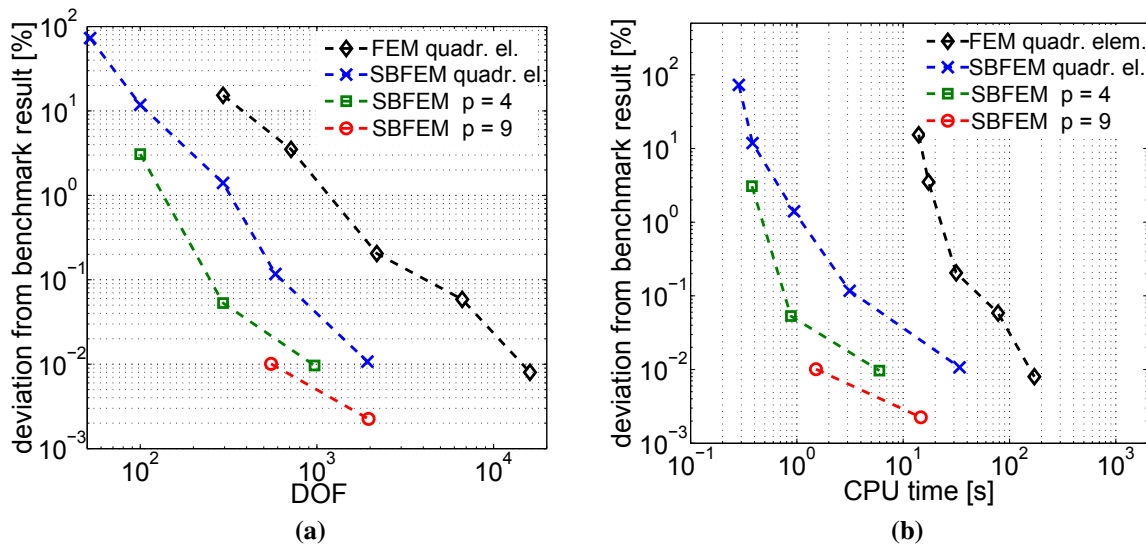 deviation from benchmark result [%]
10^2
10^1
10^0
10^−1
10^−2
10^−3
10^2
10^3
10^4
DOF
FEM quadr. el.
SBFEM quadr. el.
SBFEM p = 4
SBFEM p = 9
(a)
deviation from benchmark result [%]
10^2
10^1
10^0
10^−1
10^−2
10^−3
10^−1
10^0
10^1
10^2
10^3
CPU time [s]
FEM quadr. elem.
SBFEM quadr. el.
SBFEM p = 4
SBFEM p = 9
(b)